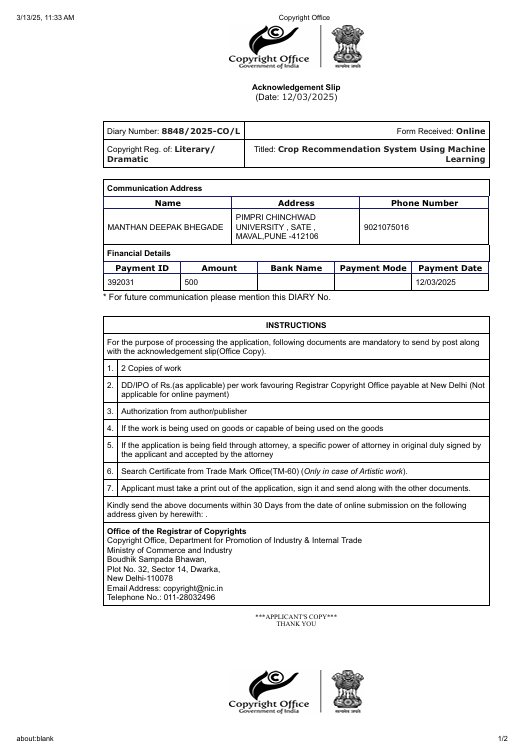 3/13/25, 11:33 AM
Copyright Office
Copyright Office
Government of India
सत्यमेव जयते
Acknowledgement Slip
(Date: 12/03/2025)
Diary Number: 8848/2025-CO/L
Form Received: Online
Copyright Reg. of: Literary/
Dramatic
Titled: Crop Recommendation System Using Machine
Learning
Communication Address
Name Address Phone Number
MANTHAN DEEPAK BHEGADE
PIMPRI CHINCHWAD
UNIVERSITY , SATE ,
MAVAL,PUNE -412106
9021075016
Financial Details
Payment ID Amount Bank Name Payment Mode Payment Date
392031 500 12/03/2025
* For future communication please mention this DIARY No.
INSTRUCTIONS
For the purpose of processing the application, following documents are mandatory to send by post along
with the acknowledgement slip(Office Copy).
1. 2 Copies of work
2. DD/IPO of Rs.(as applicable) per work favouring Registrar Copyright Office payable at New Delhi (Not
applicable for online payment)
3. Authorization from author/publisher
4. If the work is being used on goods or capable of being used on the goods
5. If the application is being field through attorney, a specific power of attorney in original duly signed by
the applicant and accepted by the attorney
6. Search Certificate from Trade Mark Office(TM-60) (Only in case of Artistic work).
7. Applicant must take a print out of the application, sign it and send along with the other documents.
Kindly send the above documents within 30 Days from the date of online submission on the following
address given by herewith: .
Office of the Registrar of Copyrights
Copyright Office, Department for Promotion of Industry & Internal Trade
Ministry of Commerce and Industry
Boudhik Sampada Bhawan,
Plot No. 32, Sector 14, Dwarka,
New Delhi-110078
Email Address: copyright@nic.in
Telephone No.: 011-28032496
***APPLICANT'S COPY***
THANK YOU
Copyright Office
Government of India
सत्यमेव जयते
about:blank
1/2